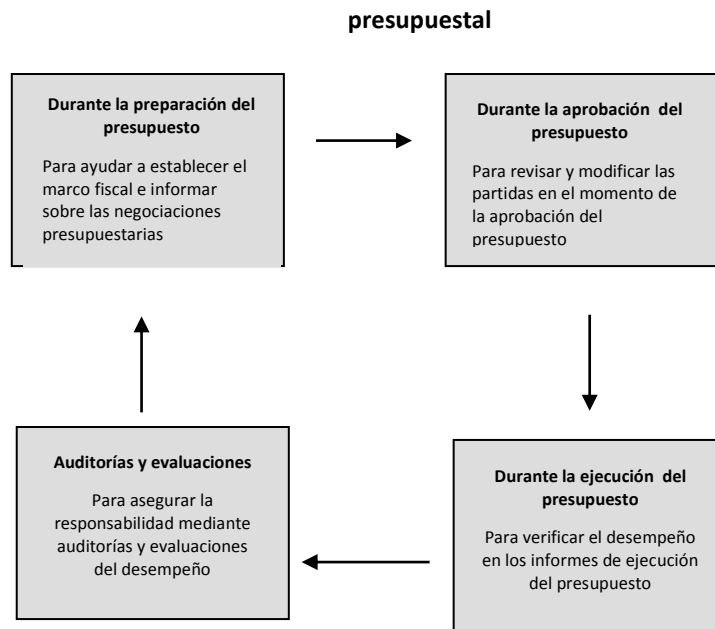 presupuestal
Durante la preparación del
presupuesto
Para ayudar a establecer el
marco fiscal e informar
sobre las negociaciones
presupuestarias
Durante la aprobación del
presupuesto
Para revisar y modificar las
partidas en el momento de
la aprobación del
presupuesto
Auditorías y evaluaciones
Para asegurar la
responsabilidad mediante
auditorías y evaluaciones
del desempeño
Durante la ejecución del
presupuesto
Para verificar el desempeño
en los informes de ejecución
del presupuesto